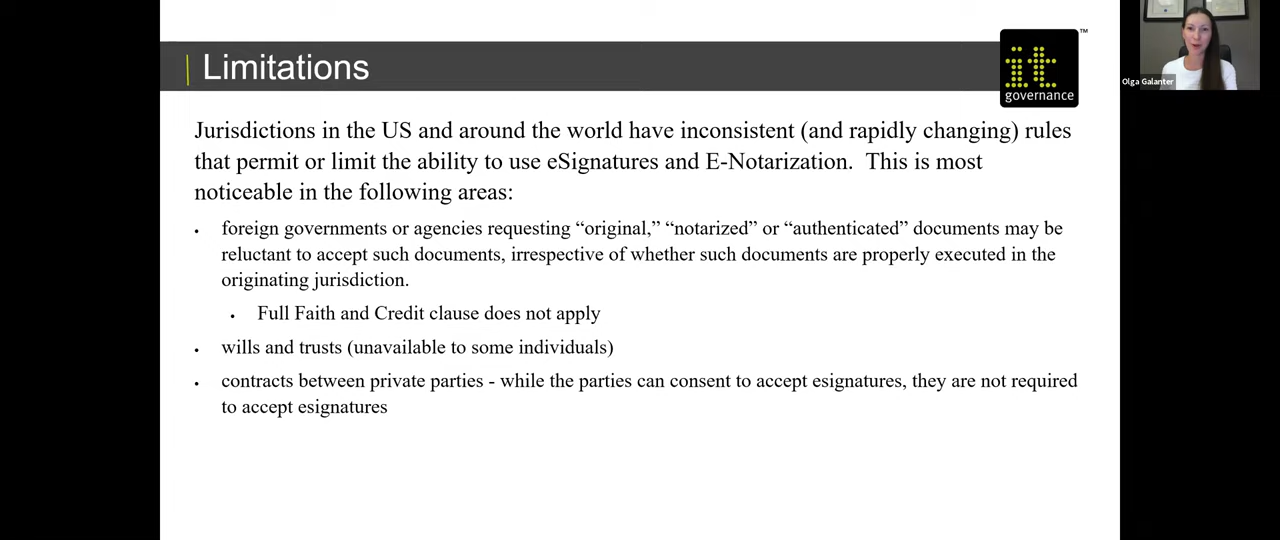 Limitations
it
governance
™
Olga Galanter
Jurisdictions in the US and around the world have inconsistent (and rapidly changing) rules
that permit or limit the ability to use eSignatures and E-Notarization.  This is most
noticeable in the following areas:
• foreign governments or agencies requesting “original,” “notarized” or “authenticated” documents may be
reluctant to accept such documents, irrespective of whether such documents are properly executed in the
originating jurisdiction.
• Full Faith and Credit clause does not apply
• wills and trusts (unavailable to some individuals)
• contracts between private parties - while the parties can consent to accept esignatures, they are not required
to accept esignatures